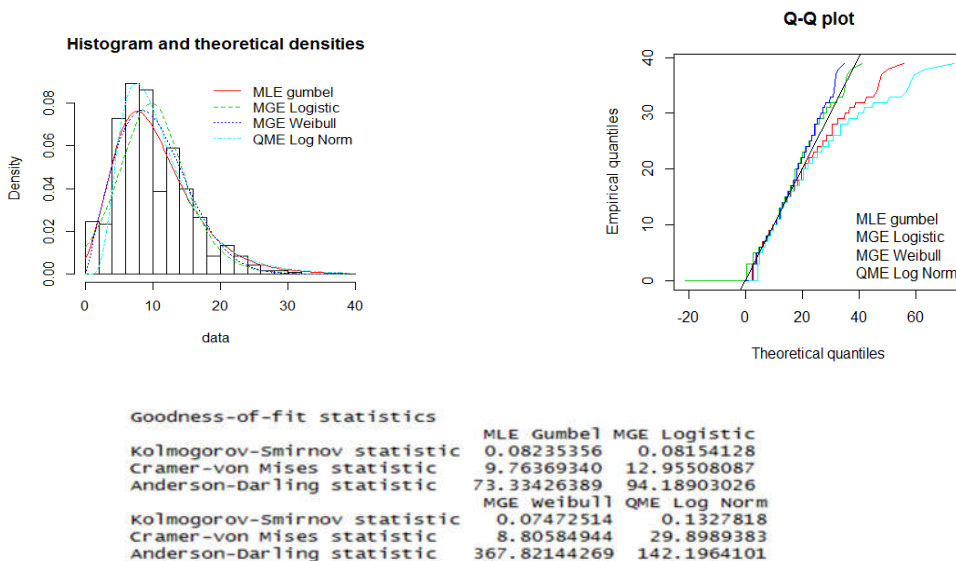 Histogram and theoretical densities
MLE gumbel
MGE Logistic
MGE Weibull
QME Log Norm
Density
0.00
0.02
0.04
0.06
0.08
0
10
20
30
40
data
Q-Q plot
Empirical quantiles
0
10
20
30
40
MLE gumbel
MGE Logistic
MGE Weibull
QME Log Norm
-20
0
20
40
60
Theoretical quantiles
Goodness-of-fit statistics
MLE Gumbel MGE Logistic
Kolmogorov-Smirnov statistic 0.08235356 0.08154128
Cramer-von Mises statistic 9.76369340 12.95508087
Anderson-Darling statistic 73.33426389 94.18903026
MGE Weibull QME Log Norm
Kolmogorov-Smirnov statistic 0.07472514 0.1327818
Cramer-von Mises statistic 8.80584944 29.8989383
Anderson-Darling statistic 367.82144269 142.1964101